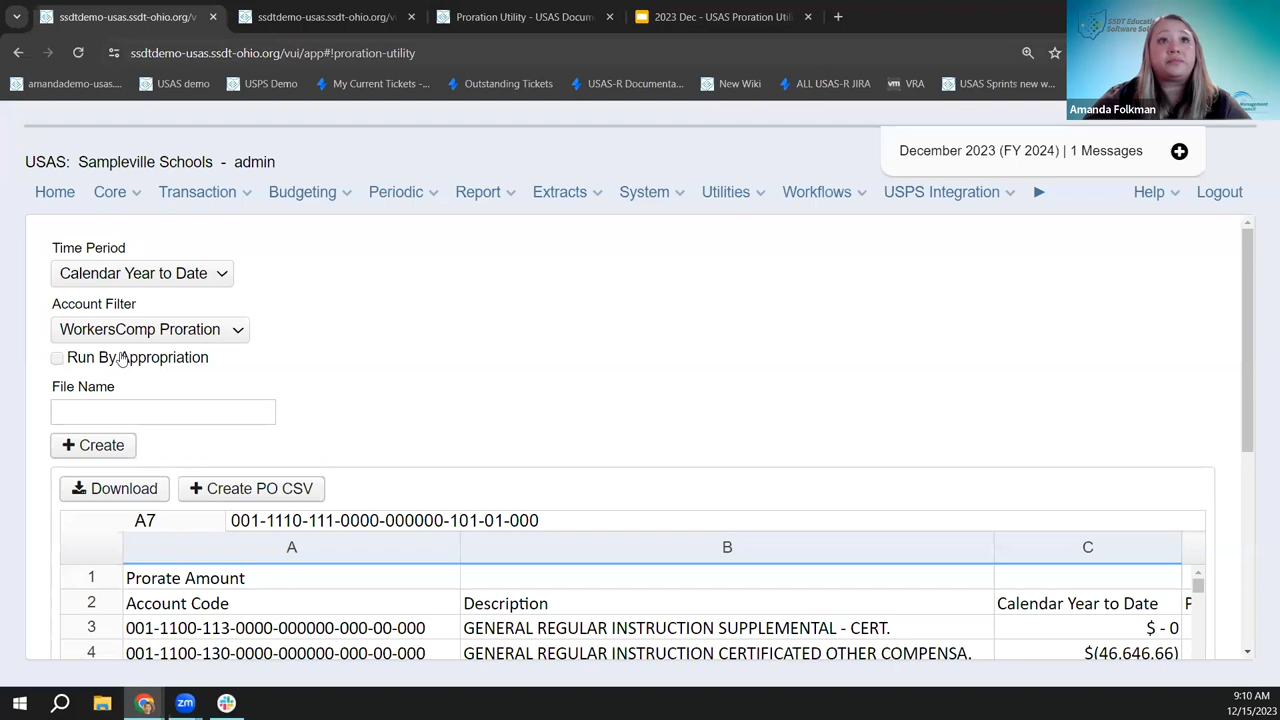 ssdtdemo-usas.ssdt-ohio.org/v
ssdtdemo-usas.ssdt-ohio.org/v
Proration Utility - USAS Docum
2023 Dec - USAS Proration Util
ssdtdemo-usas.ssdt-ohio.org/vui/app#!proration-utility
amandademo-usas....
USAS demo
USPS Demo
My Current Tickets -...
Outstanding Tickets
USAS-R Documenta...
New Wiki
ALL USAS-R JIRA
vm VRA
USAS Sprints new w...
Amanda Folkman
USAS: Sampleville Schools - admin
December 2023 (FY 2024) | 1 Messages
Home Core Transaction Budgeting Periodic Report Extracts System Utilities Workflows USPS Integration Help Logout
Time Period
Calendar Year to Date
Account Filter
WorkersComp Proration
Run By Appropriation
File Name
+ Create
Download
+ Create PO CSV
A7 001-1110-111-0000-000000-101-01-000
A B C
1 Prorate Amount
2 Account Code Description Calendar Year to Date P
3 001-1100-113-0000-000000-000-00-000 GENERAL REGULAR INSTRUCTION SUPPLEMENTAL - CERT. $ - 0
4 001-1100-130-0000-000000-000-00-000 GENERAL REGULAR INSTRUCTION CERTIFICATED OTHER COMPENSA. $(46,646.66)
zm
9:10 AM
12/15/2023